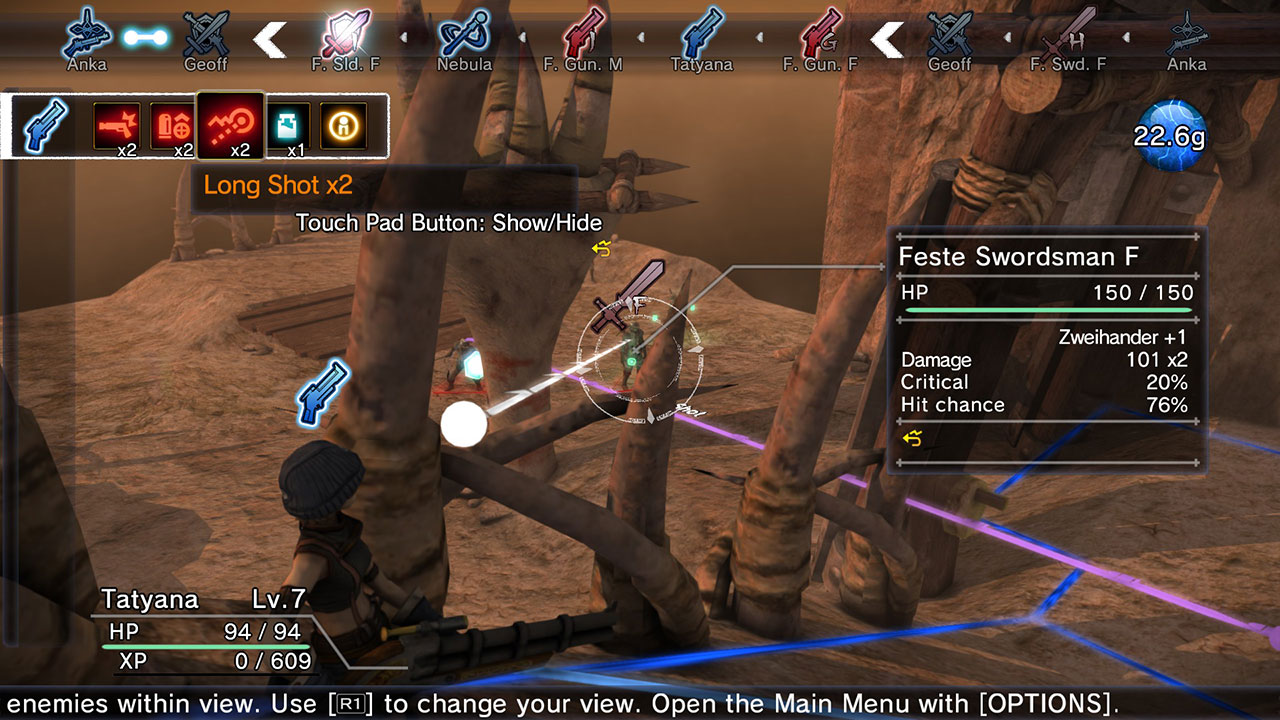 Anka Geoff F. Sld. F Nebula F. Gun. M Tatyana F. Gun. F Geoff F. Swd. F Anka
x2 x2 x2 x1
22.6g
Long Shot x2
Touch Pad Button: Show/Hide
Feste Swordsman F
HP 150 / 150
Zweihander +1
Damage 101 x2
Critical 20%
Hit chance 76%
Shot
Tatyana Lv.7
HP 94 / 94
XP 0 / 609
enemies within view. Use [R1] to change your view. Open the Main Menu with [OPTIONS].